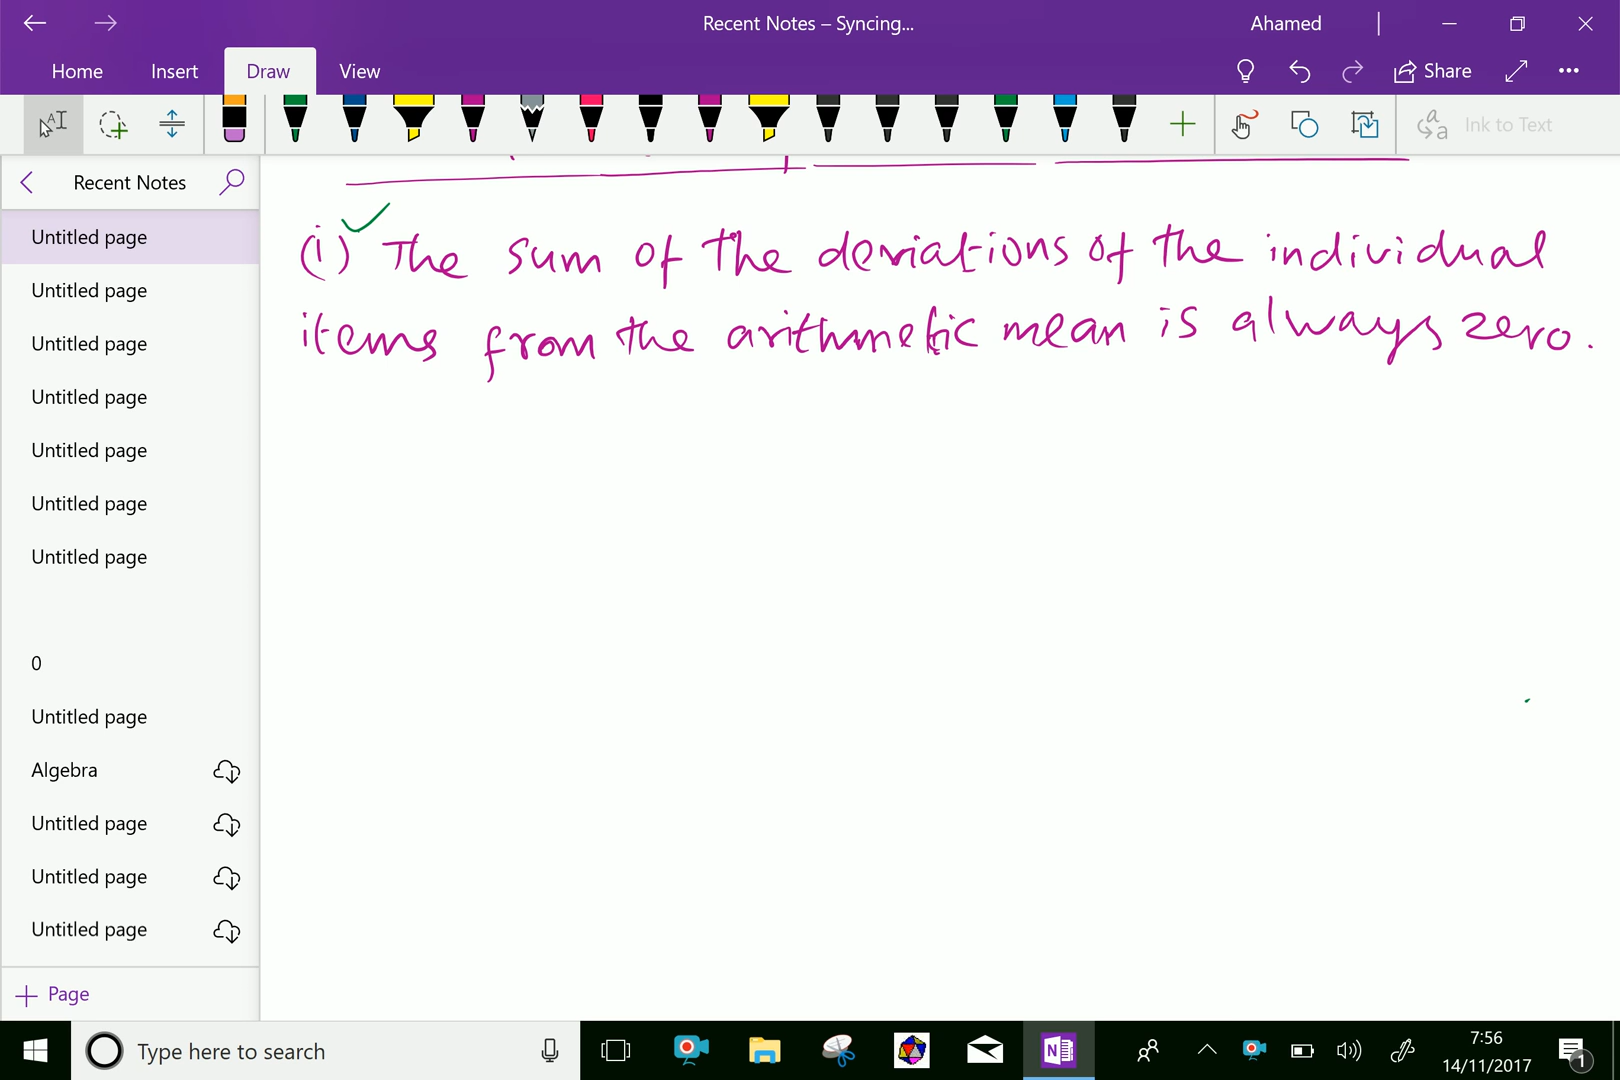 Recent Notes – Syncing...
Ahamed
Home
Insert
Draw
View
Share
Ink to Text
Recent Notes
Untitled page
Untitled page
Untitled page
Untitled page
Untitled page
Untitled page
Untitled page
0
Untitled page
Algebra
Untitled page
Untitled page
Untitled page
Page
(i) The sum of the deviations of the individual
items from the arithmetic mean is always zero.
Type here to search
N
7:56
14/11/2017
1